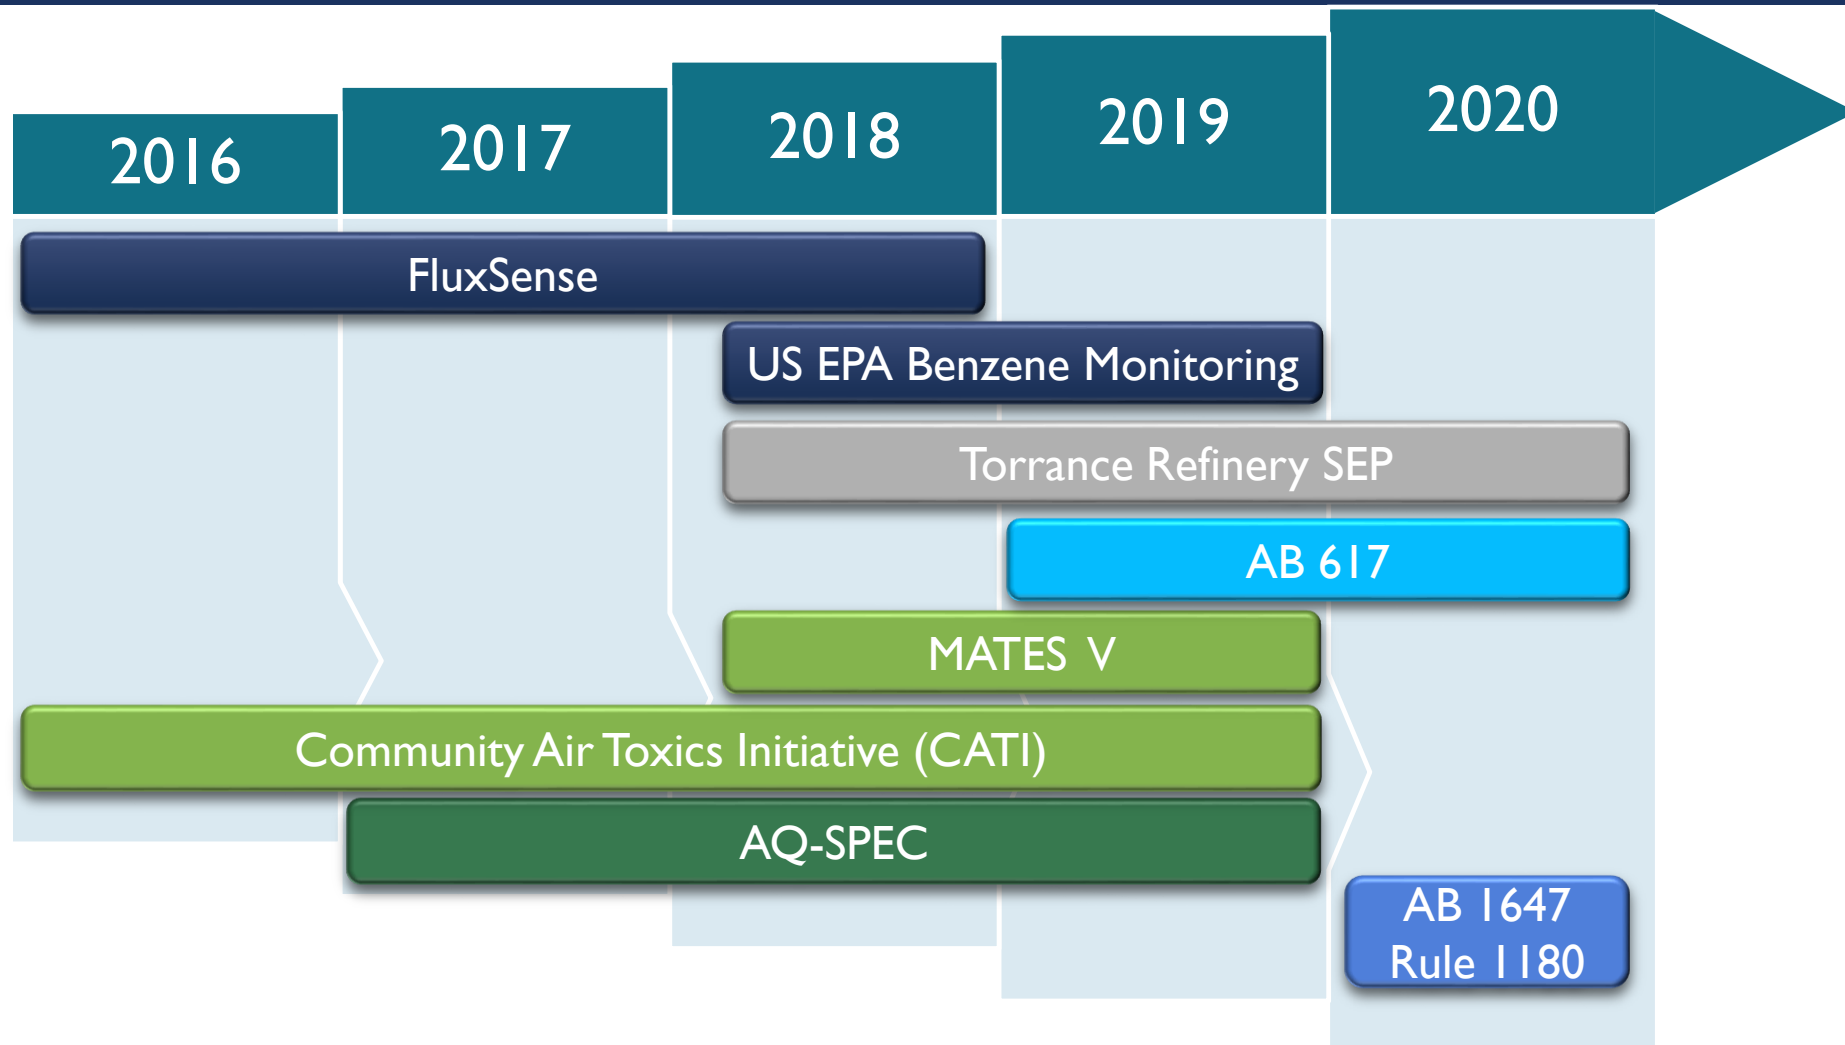 2016
2017
2018
2019
2020
FluxSense
US EPA Benzene Monitoring
Torrance Refinery SEP
AB 617
MATES V
Community Air Toxics Initiative (CATI)
AQ-SPEC
AB 1647
Rule 1180